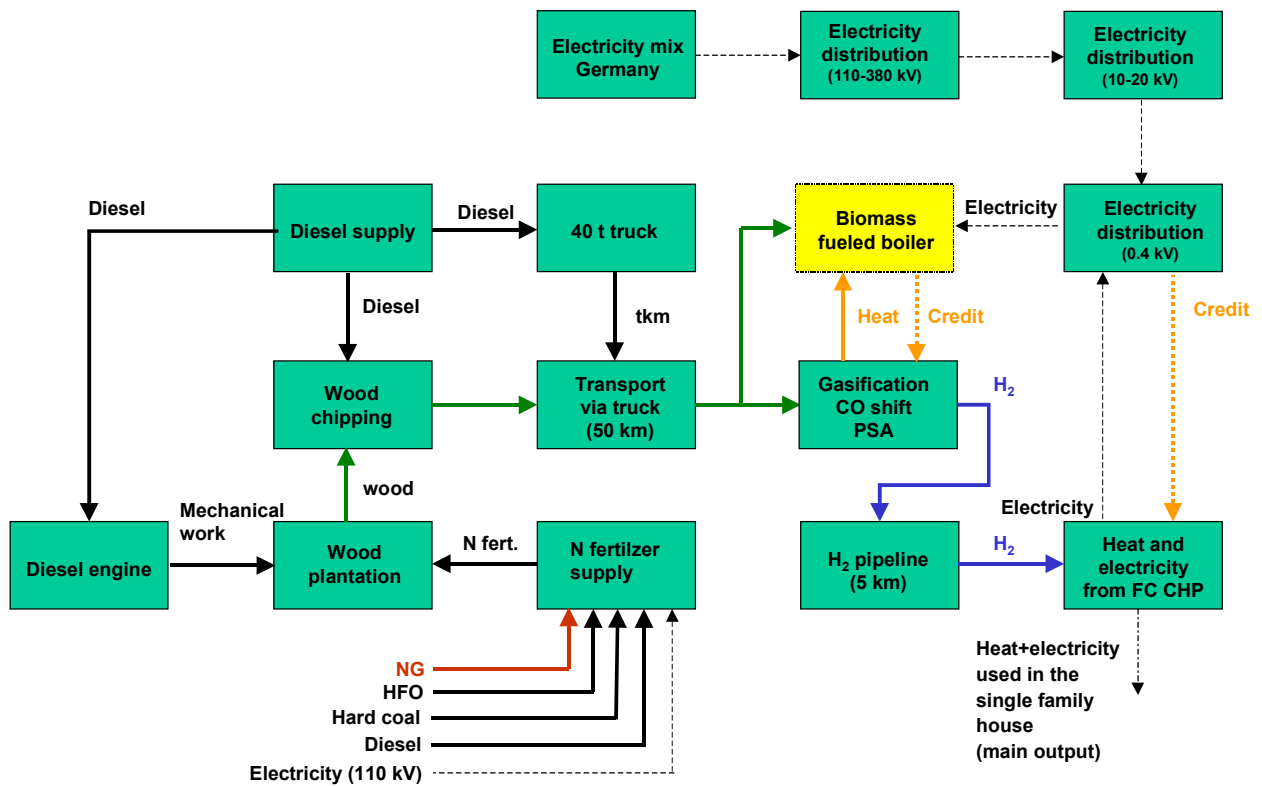 Electricity mix
Germany
Electricity
distribution
(110-380 kV)
Electricity
distribution
(10-20 kV)
Diesel
Diesel supply
Diesel
40 t truck
Biomass
fueled boiler
Electricity
Electricity
distribution
(0.4 kV)
Diesel
tkm
Heat
Credit
Credit
Wood
chipping
Transport
via truck
(50 km)
Gasification
CO shift
PSA
H₂
wood
Electricity
Mechanical
work
Diesel engine
Wood
plantation
N fert.
N fertilzer
supply
H₂ pipeline
(5 km)
H₂
Heat and
electricity
from FC CHP
NG
HFO
Hard coal
Diesel
Electricity (110 kV)
Heat+electricity
used in the
single family
house
(main output)